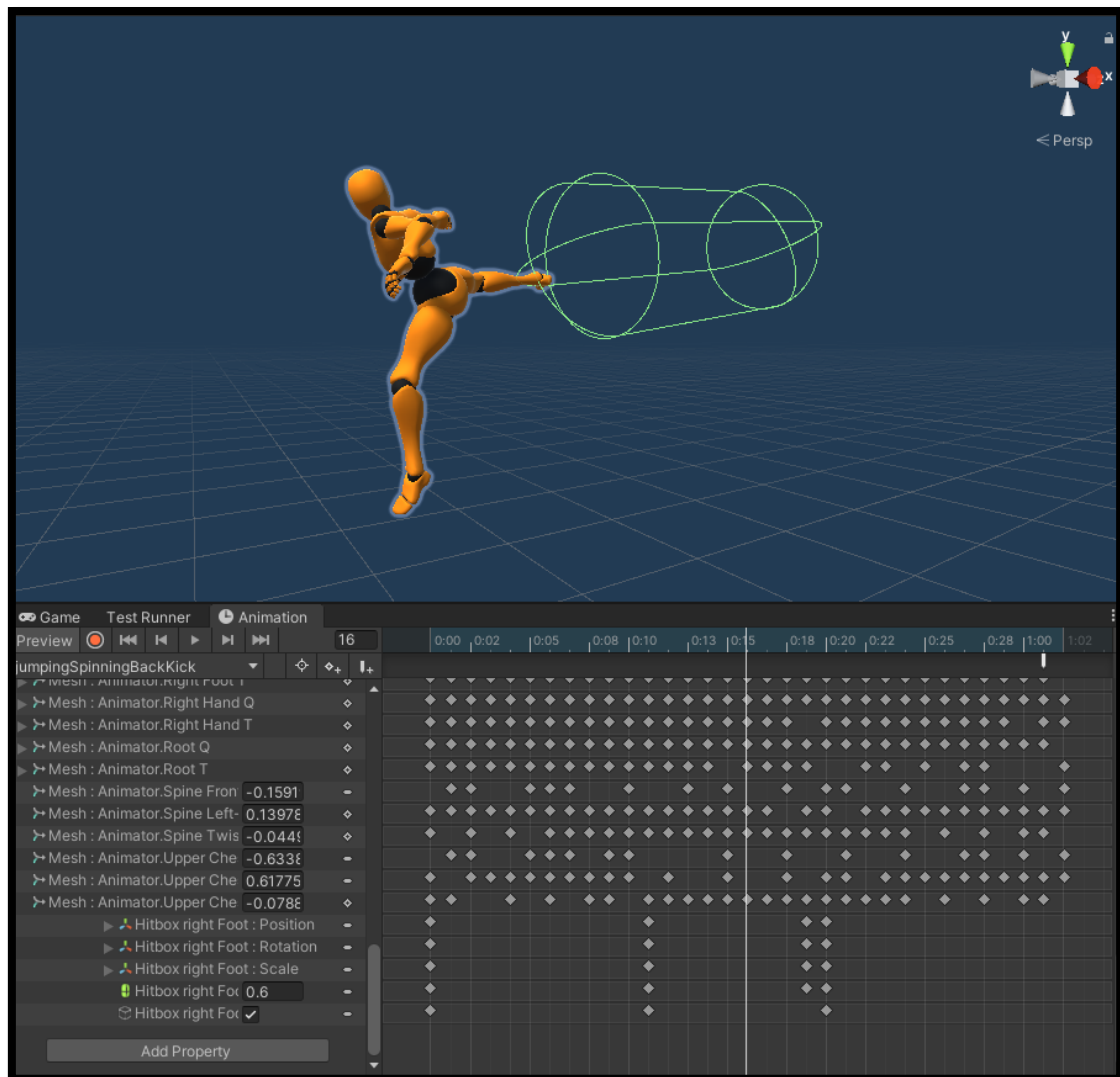 y
x
< Persp
Game Test Runner Animation
Preview 16 0:00 0:02 0:05 0:08 0:10 0:13 0:15 0:18 0:20 0:22 0:25 0:28 1:00 1:02
jumpingSpinningBackKick
Mesh : Animator.Right Foot T
Mesh : Animator.Right Hand Q
Mesh : Animator.Right Hand T
Mesh : Animator.Root Q
Mesh : Animator.Root T
Mesh : Animator.Spine Fron -0.1591
Mesh : Animator.Spine Left- 0.13978
Mesh : Animator.Spine Twis -0.0449
Mesh : Animator.Upper Che -0.6338
Mesh : Animator.Upper Che 0.61775
Mesh : Animator.Upper Che -0.0788
Hitbox right Foot : Position
Hitbox right Foot : Rotation
Hitbox right Foot : Scale
Hitbox right Foo 0.6
Hitbox right Foo
Add Property